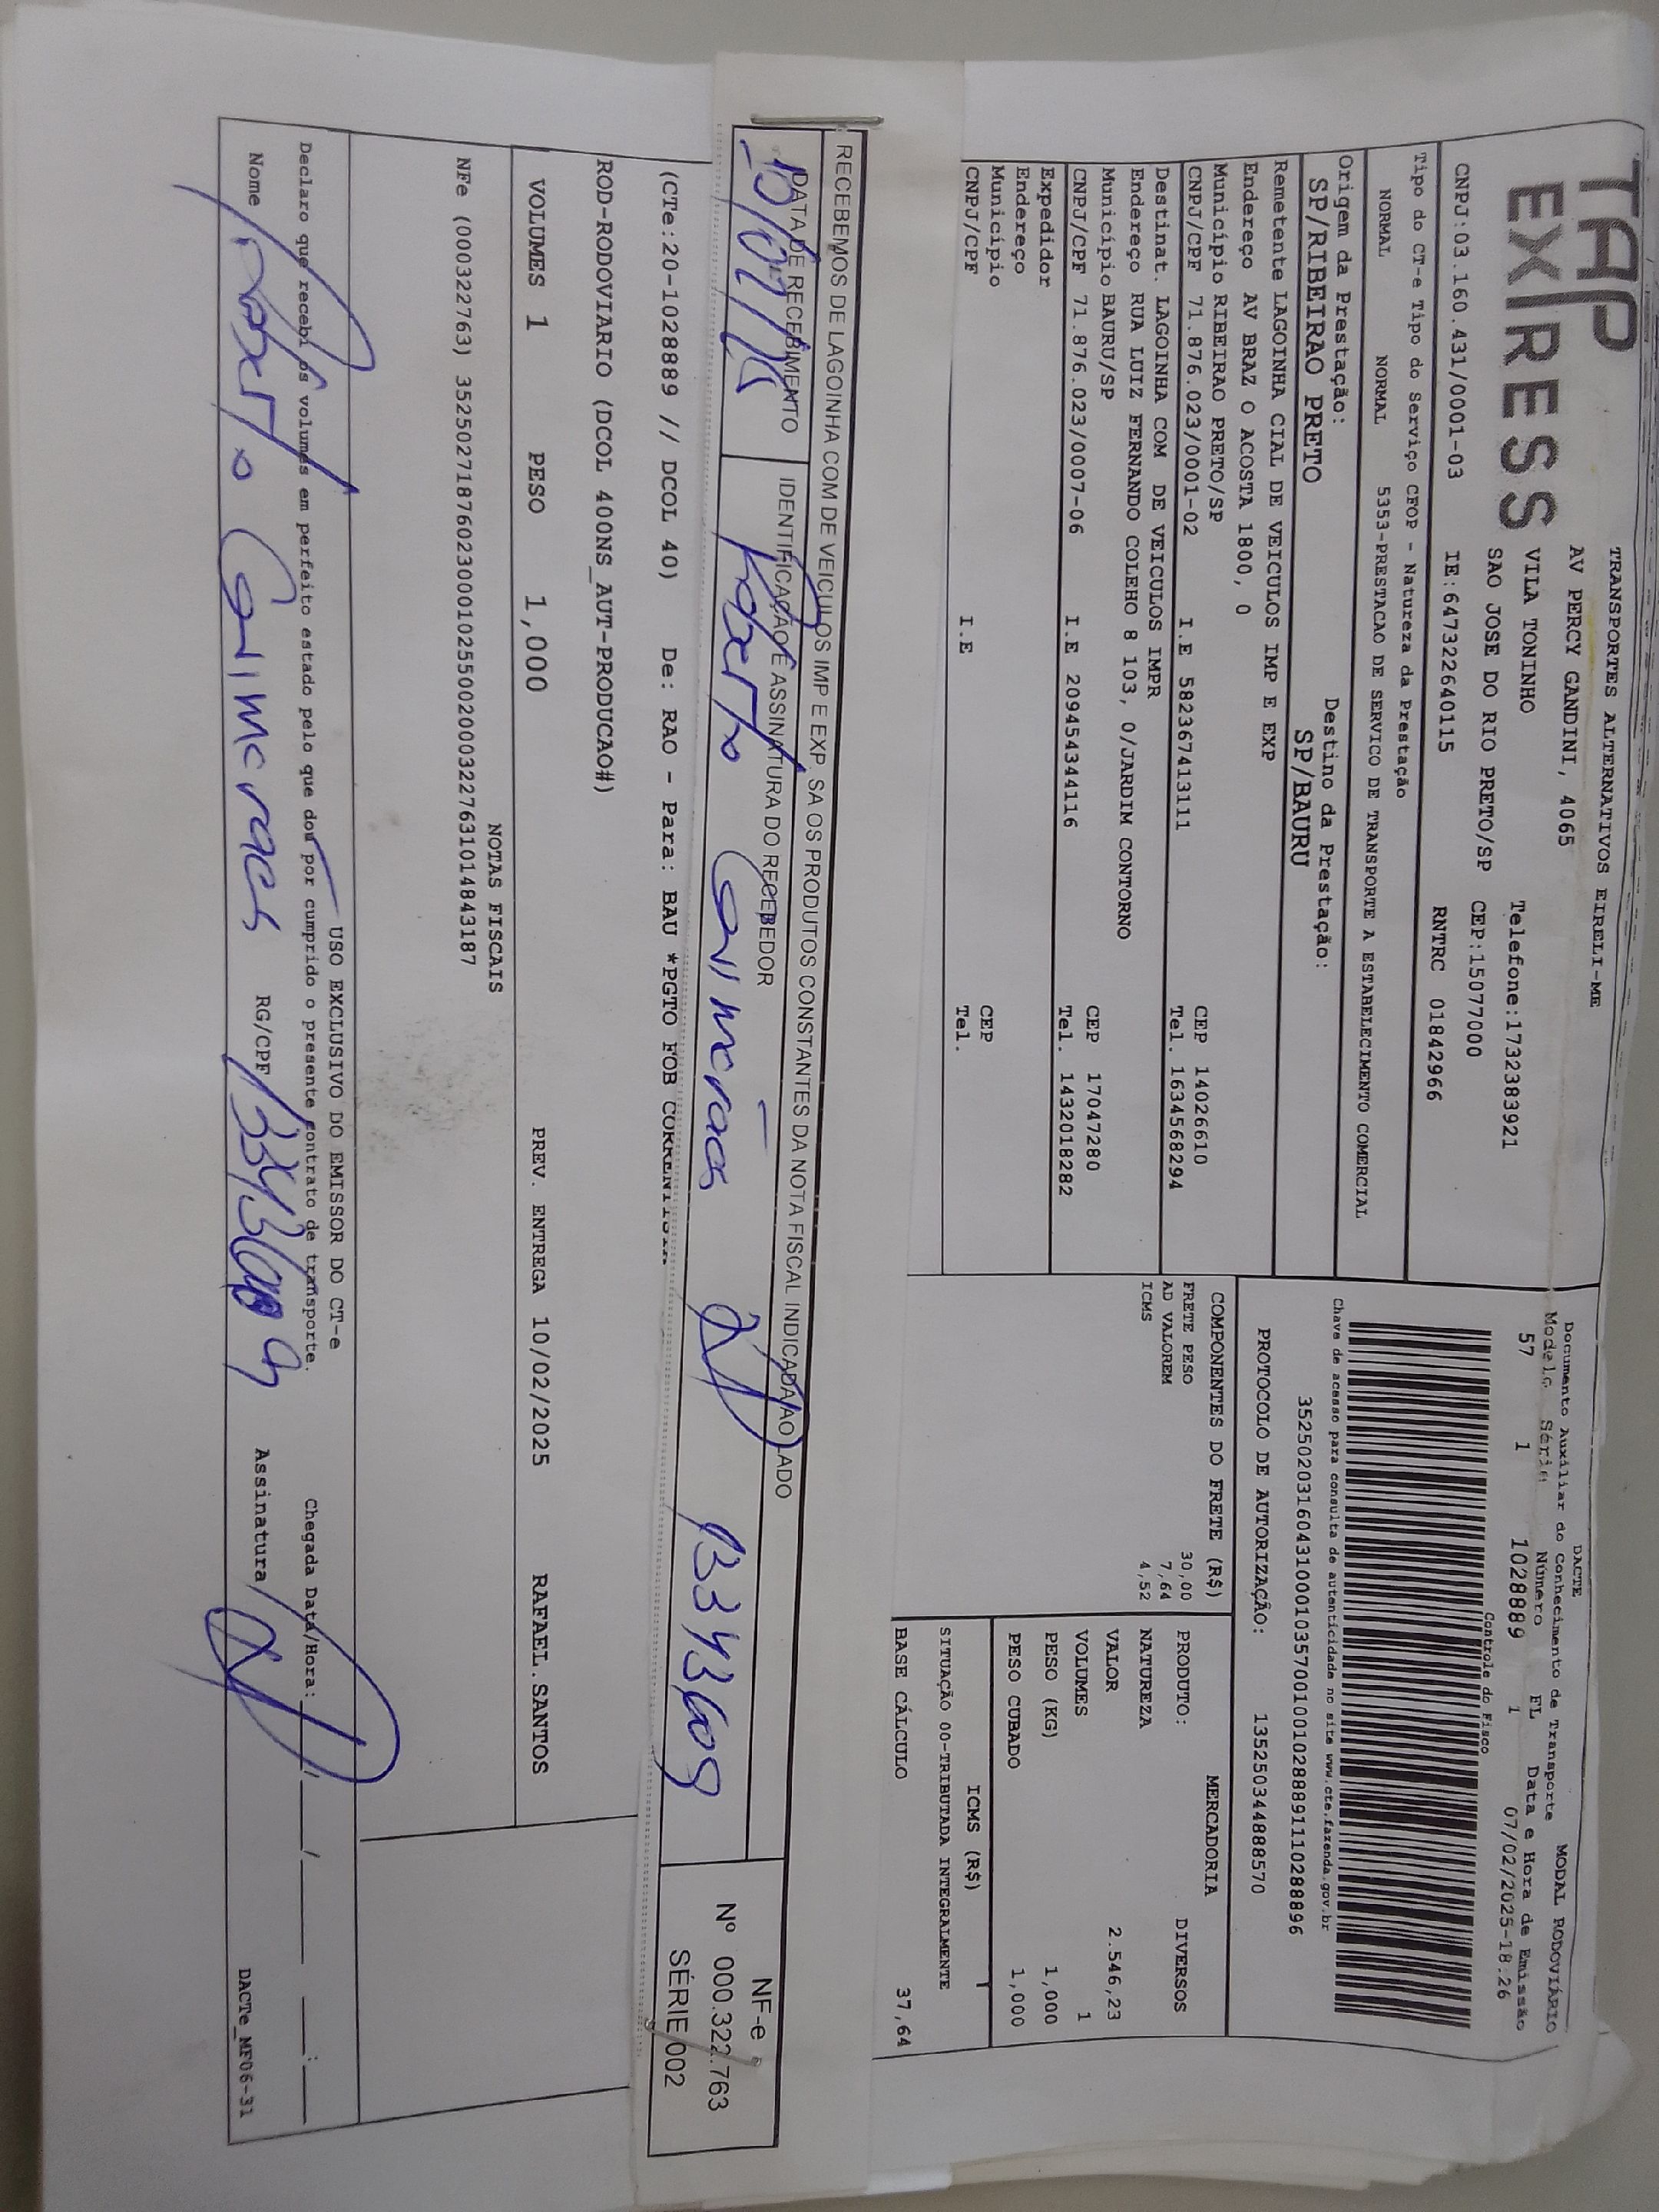 TAP
EXPRESS
TRANSPORTES ALTERNATIVOS EIRELI-ME
AV PERCY GANDINI, 4065
VILA TONINHO Telefone:1732383921
SAO JOSE DO RIO PRETO/SP CEP:15077000
CNPJ:03.160.431/0001-03 IE:647322640115 RNTRC 01842966
Tipo do CT-e Tipo do Serviço CFOP - Natureza da Prestação
NORMAL NORMAL 5353-PRESTACAO DE SERVICO DE TRANSPORTE A ESTABELECIMENTO COMERCIAL
Origem da Prestação: Destino da Prestação:
SP/RIBEIRAO PRETO SP/BAURU
Remetente LAGOINHA CIAL DE VEICULOS IMP E EXP
Endereço AV BRAZ O ACOSTA 1800, 0
Município RIBEIRAO PRETO/SP CEP 14026610
CNPJ/CPF 71.876.023/0001-02 I.E 582367413111 Tel. 1634568294
Destinat. LAGOINHA COM DE VEICULOS IMPR
Endereço RUA LUIZ FERNANDO COLEHO 8 103, 0/JARDIM CONTORNO
Município BAURU/SP CEP 17047280
CNPJ/CPF 71.876.023/0007-06 I.E 209454344116 Tel. 1432018282
Expedidor
Endereço
Município CEP
CNPJ/CPF I.E Tel.
DACTE
Documento Auxiliar do Conhecimento de Transporte MODAL RODOVIÁRIO
Modelo Série Número FL Data e Hora de Emissão
57 1 1028889 1 07/02/2025-18:26
Controle do Fisco
Chave de acesso para consulta de autenticidade no site www.cte.fazenda.gov.br
35250203160431000103570010010288891110288896
PROTOCOLO DE AUTORIZAÇÃO: 135250344888570
COMPONENTES DO FRETE (R$)
FRETE PESO 30,00
AD VALOREM 7,64
ICMS 4,52
MERCADORIA
PRODUTO: DIVERSOS
NATUREZA
VALOR 2.546,23
VOLUMES 1
PESO (KG) 1,000
PESO CUBADO 1,000
ICMS (R$)
SITUAÇÃO 00-TRIBUTADA INTEGRALMENTE
BASE CÁLCULO 37,64
RECEBEMOS DE LAGOINHA COM DE VEICULOS IMP E EXP. SA OS PRODUTOS CONSTANTES DA NOTA FISCAL INDICADA AO LADO
DATA DE RECEBIMENTO IDENTIFICAÇÃO E ASSINATURA DO RECEBEDOR
Roberto Guimarães
NF-e
Nº 000.322.763
SÉRIE 002
(CTe:20-1028889 // DCOL 40) De: RAO - Para: BAU *PGTO FOB CORRENTISTA
ROD-RODOVIARIO (DCOL 400NS_AUT-PRODUCAO#)
VOLUMES 1 PESO 1,000 PREV. ENTREGA 10/02/2025 RAFAEL.SANTOS
NOTAS FISCAIS
NFe (000322763) 35250271876023000102550020003227631014843187
USO EXCLUSIVO DO EMISSOR DO CT-e
Declaro que recebi os volumes em perfeito estado pelo que dou por cumprido o presente contrato de transporte. Chegada Data/Hora: ___/___/___ ___:___
Nome Roberto Guimaraes RG/CPF Assinatura
DACTe_MF06-31